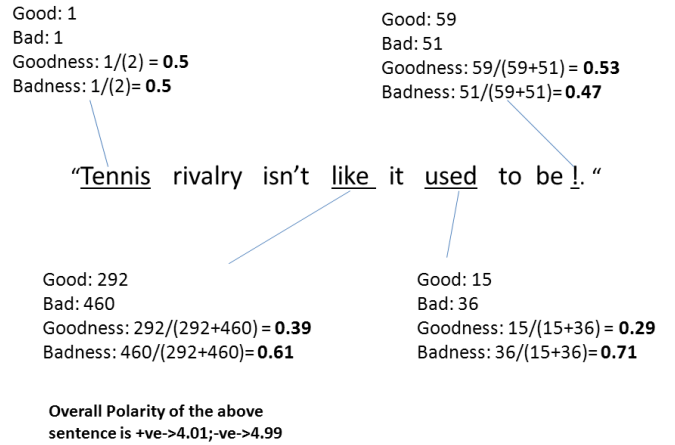 Good: 1
Bad: 1
Goodness: 1/(2) = 0.5
Badness: 1/(2)= 0.5
Good: 59
Bad: 51
Goodness: 59/(59+51) = 0.53
Badness: 51/(59+51)= 0.47
“Tennis rivalry isn’t like it used to be !. “
Good: 292
Bad: 460
Goodness: 292/(292+460) = 0.39
Badness: 460/(292+460)= 0.61
Good: 15
Bad: 36
Goodness: 15/(15+36) = 0.29
Badness: 36/(15+36)= 0.71
Overall Polarity of the above
sentence is +ve->4.01;-ve->4.99